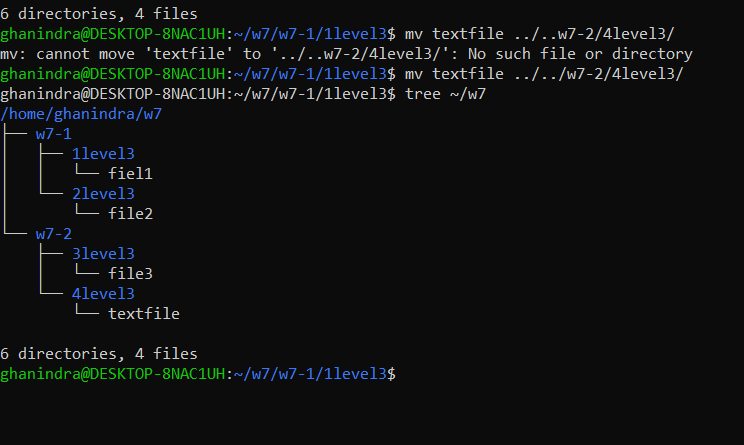 6 directories, 4 files
ghanindra@DESKTOP-8NAC1UH:~/w7/w7-1/1level3$ mv textfile ../..w7-2/4level3/
mv: cannot move 'textfile' to '../..w7-2/4level3/': No such file or directory
ghanindra@DESKTOP-8NAC1UH:~/w7/w7-1/1level3$ mv textfile ../../w7-2/4level3/
ghanindra@DESKTOP-8NAC1UH:~/w7/w7-1/1level3$ tree ~/w7
/home/ghanindra/w7
├── w7-1
│   ├── 1level3
│   │   └── fiel1
│   └── 2level3
│       └── file2
└── w7-2
    ├── 3level3
    │   └── file3
    └── 4level3
        └── textfile

6 directories, 4 files
ghanindra@DESKTOP-8NAC1UH:~/w7/w7-1/1level3$